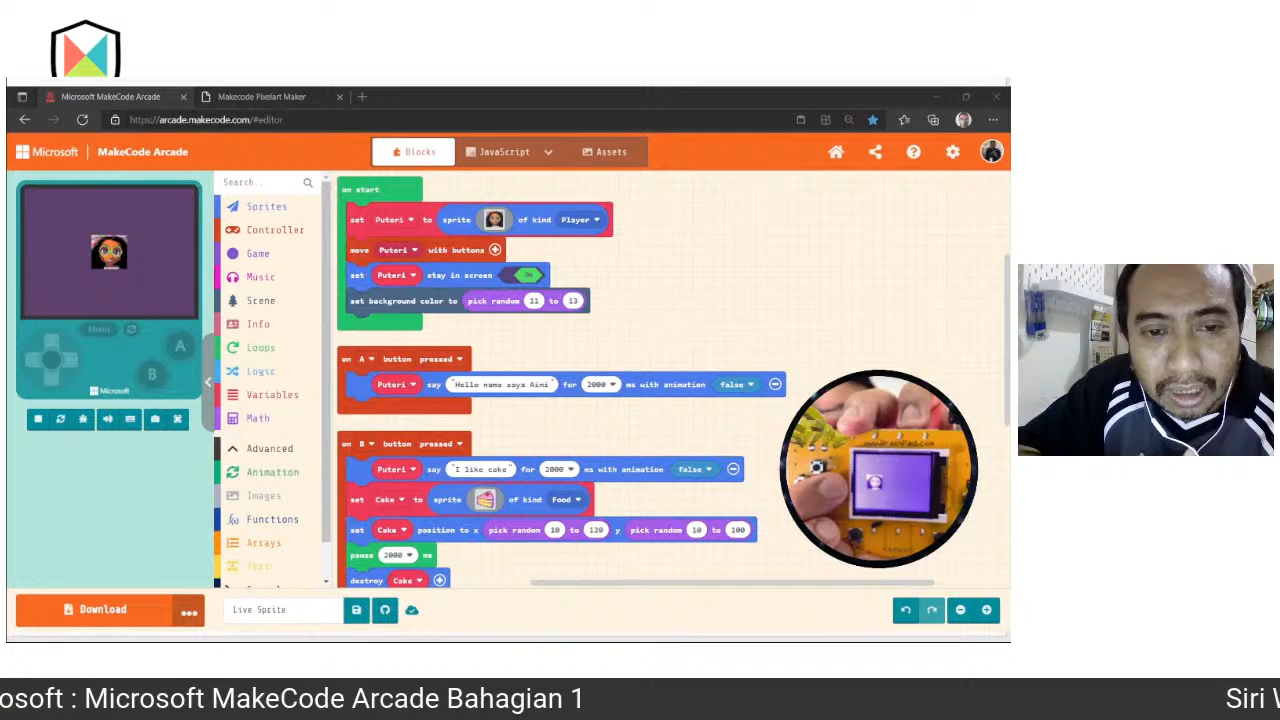 Microsoft MakeCode Arcade
Makecode Pixelart Maker
https://arcade.makecode.com/#editor
Microsoft
MakeCode Arcade
Blocks
JavaScript
Assets
Search..
Sprites
Controller
Game
Music
Scene
Info
Loops
Logic
Variables
Math
Advanced
Animation
Images
Functions
Arrays
Menu
A
B
Microsoft
on start
set Puteri to sprite of kind Player
move Puteri with buttons
set Puteri stay in screen ON
set background color to pick random 11 to 13
on A button pressed
Puteri say "Hello nama saya Aimi" for 2000 ms with animation false
on B button pressed
Puteri say "I like cake" for 2000 ms with animation false
set Cake to sprite of kind Food
set Cake position to x pick random 10 to 120 y pick random 10 to 100
pause 2000 ms
destroy Cake
www.BrainPad.com
Download
Live Sprite
osoft : Microsoft MakeCode Arcade Bahagian 1
Siri